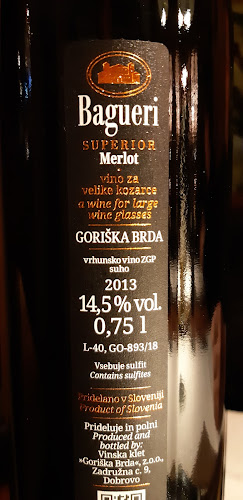 Bagueri
SUPERIOR
Merlot
vino za
velike kozarce
a wine for large
wine glasses
GORIŠKA BRDA
vrhunsko vino ZGP
suho
2013
14,5% vol.
0,75 l
L-40, GO-893/18
Vsebuje sulfit
Contains sulfites
Pridelano v Sloveniji
Product of Slovenia
Prideluje in polni
Produced and
bottled by:
Vinska klet
»Goriška Brda«, z.o.o.,
Zadružna c. 9,
Dobrovo